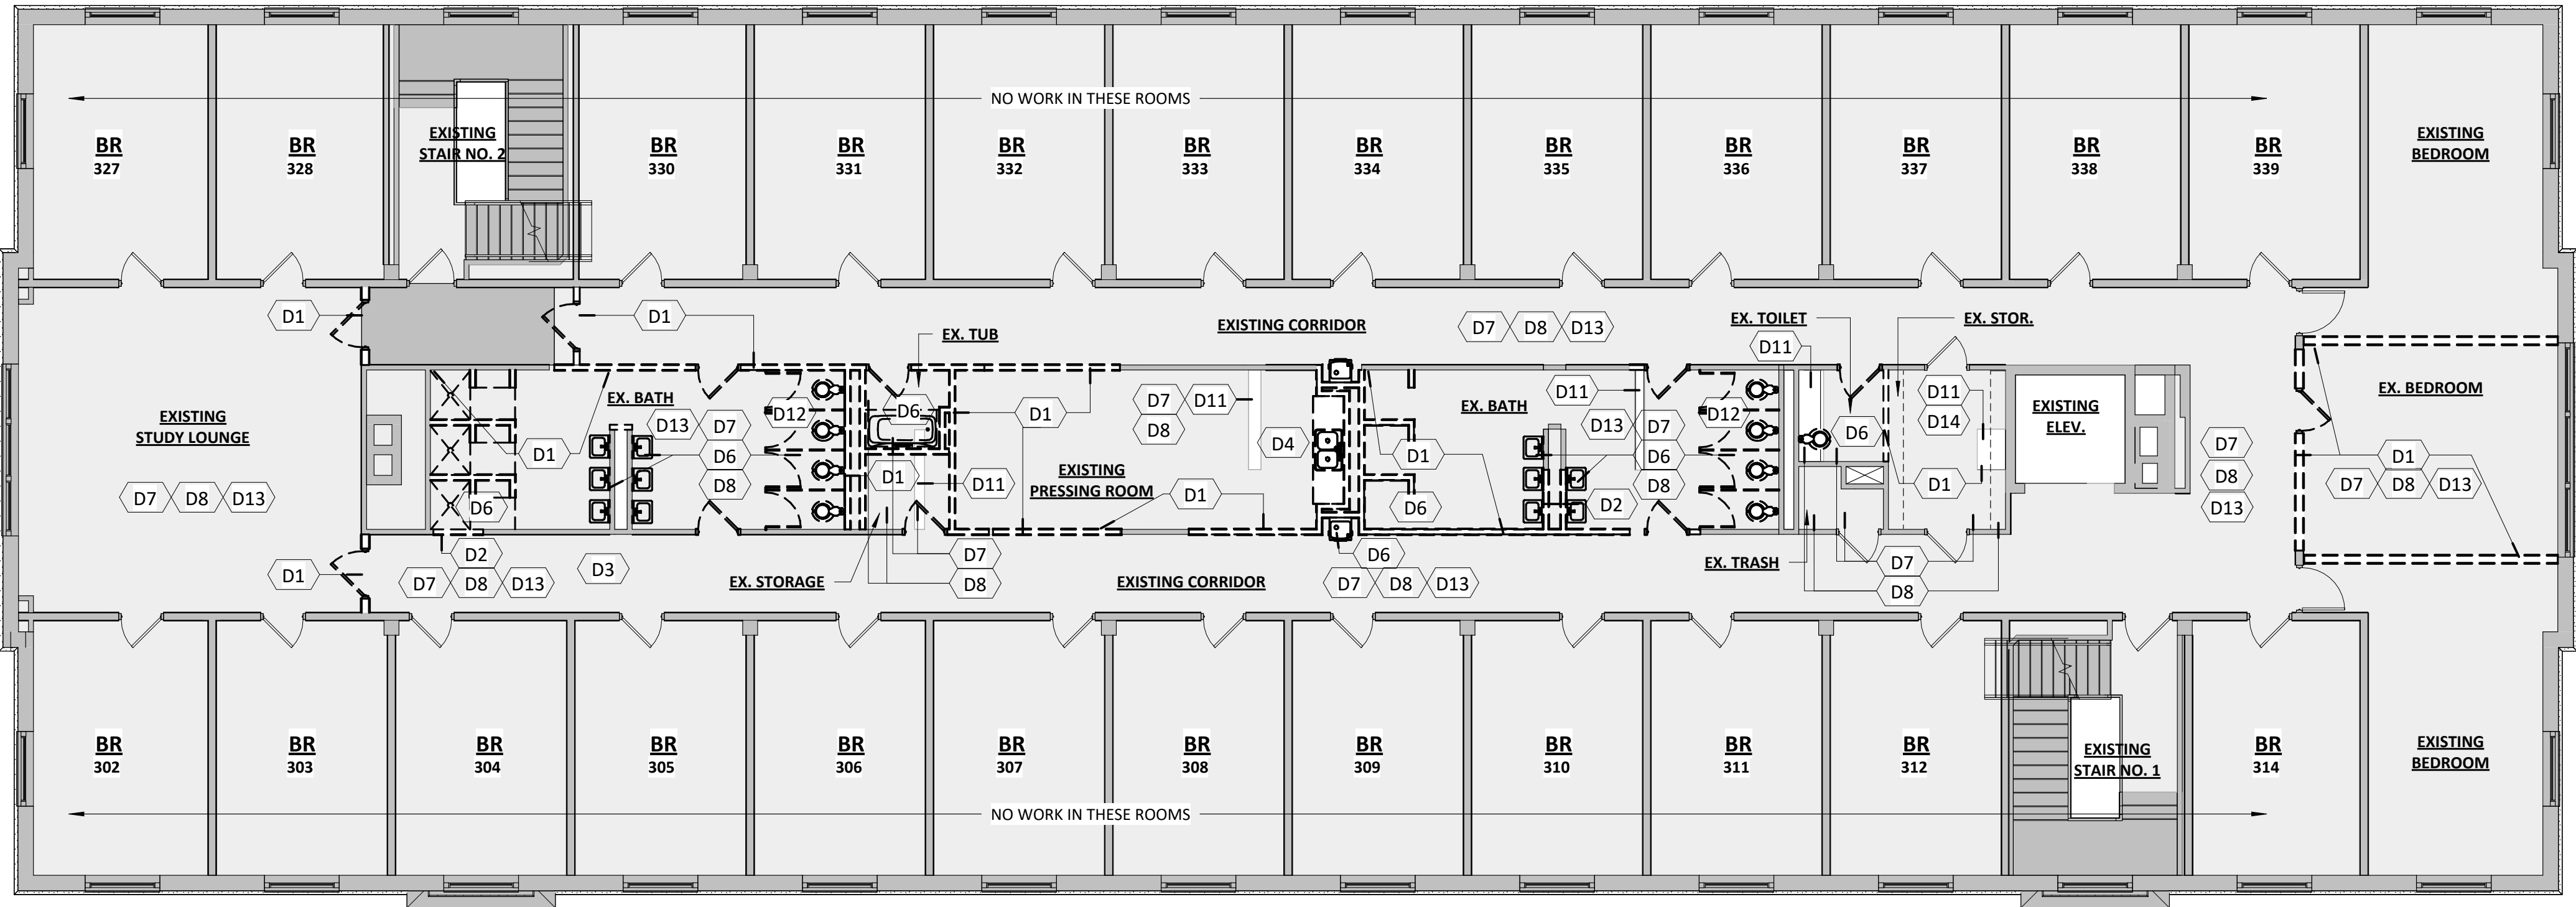 NO WORK IN THESE ROOMS
BR
327
BR
328
EXISTING
STAIR NO. 2
BR
330
BR
331
BR
332
BR
333
BR
334
BR
335
BR
336
BR
337
BR
338
BR
339
EXISTING
BEDROOM
D1
D1
EX. TUB
EXISTING CORRIDOR
D7 D8 D13
EX. TOILET
EX. STOR.
D11
EXISTING
STUDY LOUNGE
D7 D8 D13
D1
D6
EX. BATH
D13 D7
D6
D8
D12
D6
D1
D11
D1
D7 D11
D8
EXISTING
PRESSING ROOM
D1
D4
D1
D6
EX. BATH
D11
D13 D7
D6
D8
D2
D12
D6
D11
D14
D1
EXISTING
ELEV.
D7
D8
D13
EX. BEDROOM
D1
D7 D8 D13
D1
D2
D7 D8 D13
D3
EX. STORAGE
D7
D8
EXISTING CORRIDOR
D6
D7 D8 D13
EX. TRASH
D7
D8
BR
302
BR
303
BR
304
BR
305
BR
306
BR
307
BR
308
BR
309
BR
310
BR
311
BR
312
EXISTING
STAIR NO. 1
BR
314
EXISTING
BEDROOM
NO WORK IN THESE ROOMS